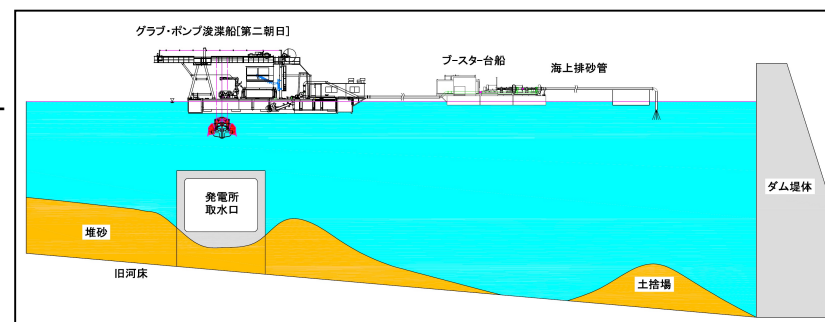 グラブ・ポンプ浚渫船[第二朝日]
ブースター台船
海上排砂管
発電所
取水口
ダム堤体
堆砂
旧河床
土捨場